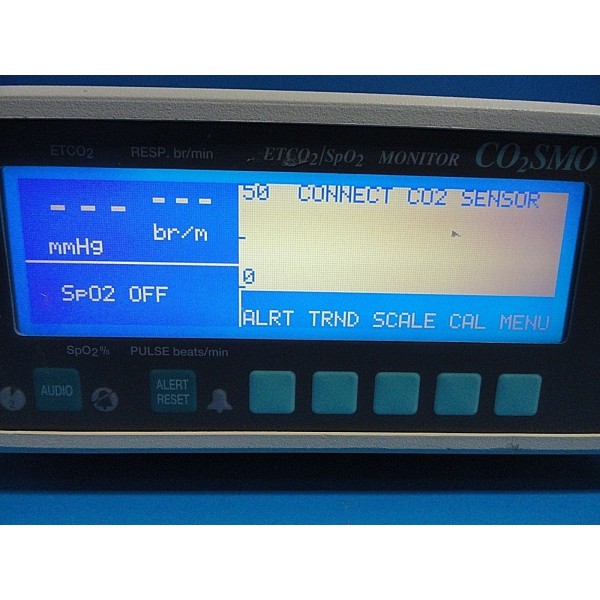 ETCO2 RESP. br/min ETCO2/SpO2 MONITOR CO2SMO
--- --- 50 CONNECT CO2 SENSOR
mmHg br/m
SpO2 OFF 0
ALRT TRND SCALE CAL MENU
SpO2% PULSE beats/min
AUDIO ALERT RESET